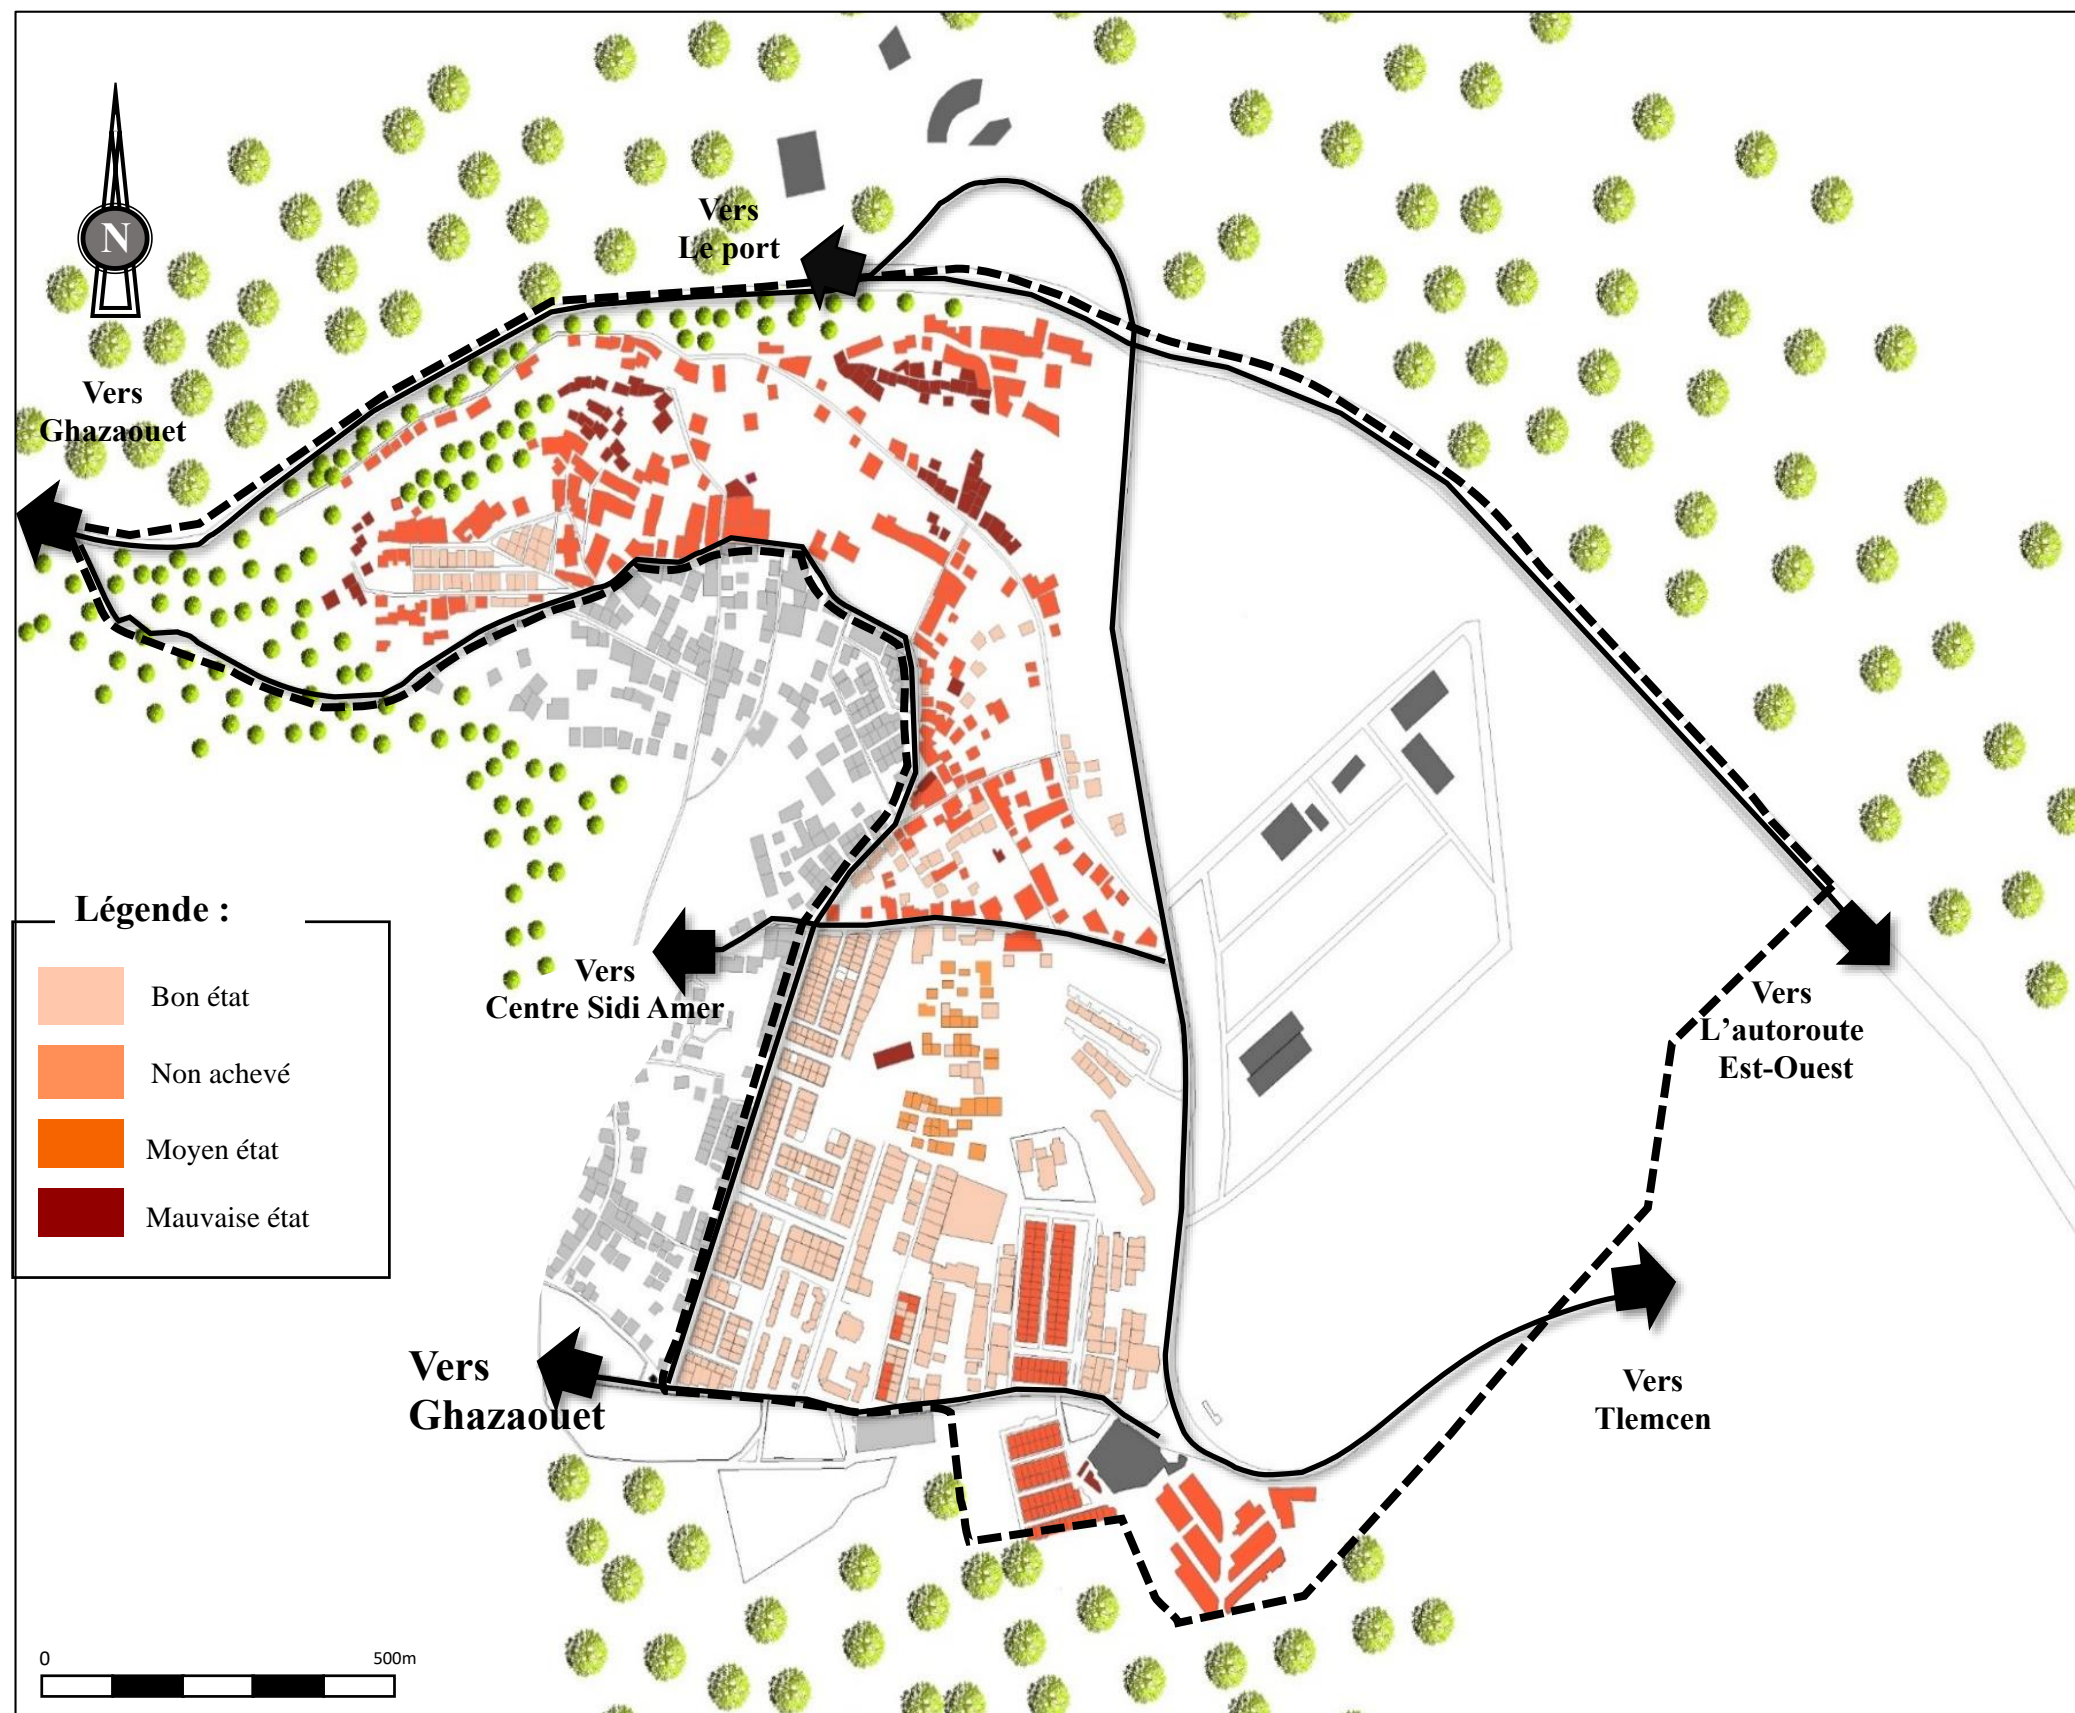 N
Vers
Le port
Vers
Ghazaouet
Légende :
Bon état
Non achevé
Moyen état
Mauvaise état
Vers
Centre Sidi Amer
Vers
L’autoroute
Est-Ouest
Vers
Ghazaouet
Vers
Tlemcen
0 500m